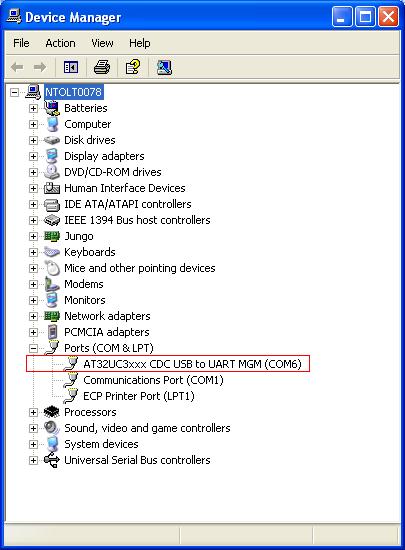 Device Manager
File Action View Help
NTOLT0078
Batteries
Computer
Disk drives
Display adapters
DVD/CD-ROM drives
Human Interface Devices
IDE ATA/ATAPI controllers
IEEE 1394 Bus host controllers
Jungo
Keyboards
Mice and other pointing devices
Modems
Monitors
Network adapters
PCMCIA adapters
Ports (COM & LPT)
AT32UC3xxx CDC USB to UART MGM (COM6)
Communications Port (COM1)
ECP Printer Port (LPT1)
Processors
Sound, video and game controllers
System devices
Universal Serial Bus controllers